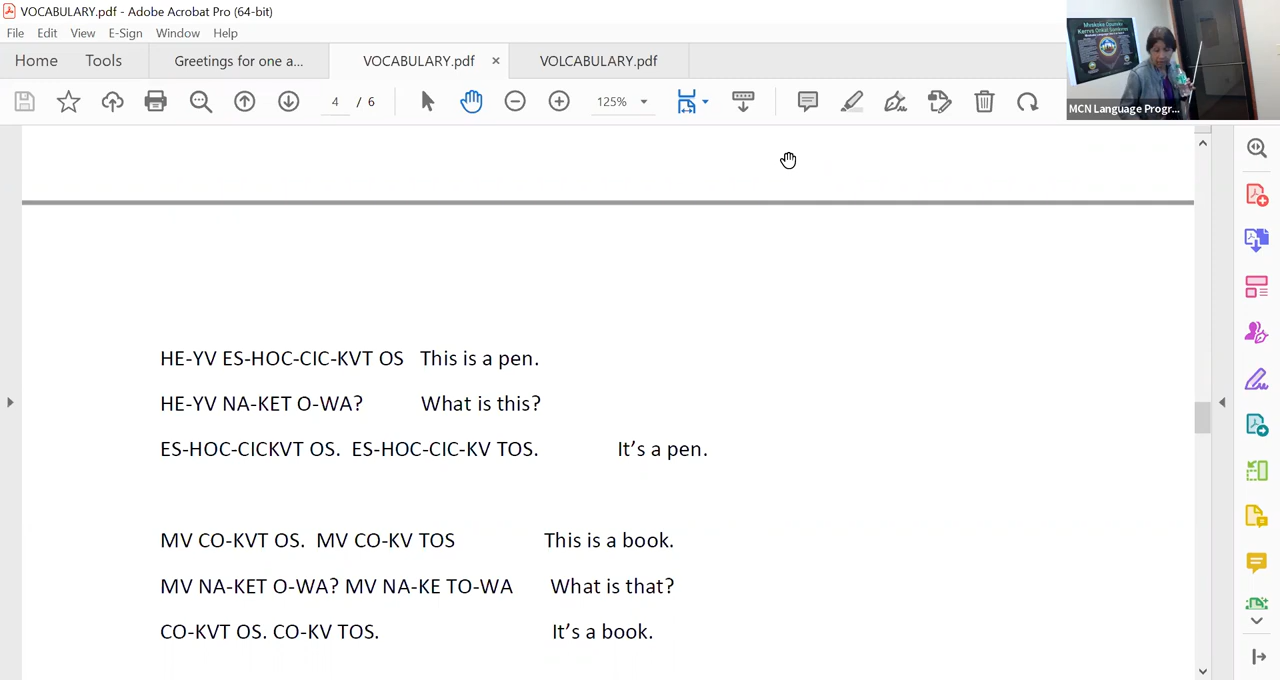 VOCABULARY.pdf - Adobe Acrobat Pro (64-bit)
File Edit View E-Sign Window Help
Home Tools Greetings for one a... VOCABULARY.pdf × VOLCABULARY.pdf
4 / 6 125%
Mvskoke Etvlwvke
MCN Language Progr...
HE-YV ES-HOC-CIC-KVT OS This is a pen.
HE-YV NA-KET O-WA? What is this?
ES-HOC-CICKVT OS. ES-HOC-CIC-KV TOS. It's a pen.
MV CO-KVT OS. MV CO-KV TOS This is a book.
MV NA-KET O-WA? MV NA-KE TO-WA What is that?
CO-KVT OS. CO-KV TOS. It's a book.